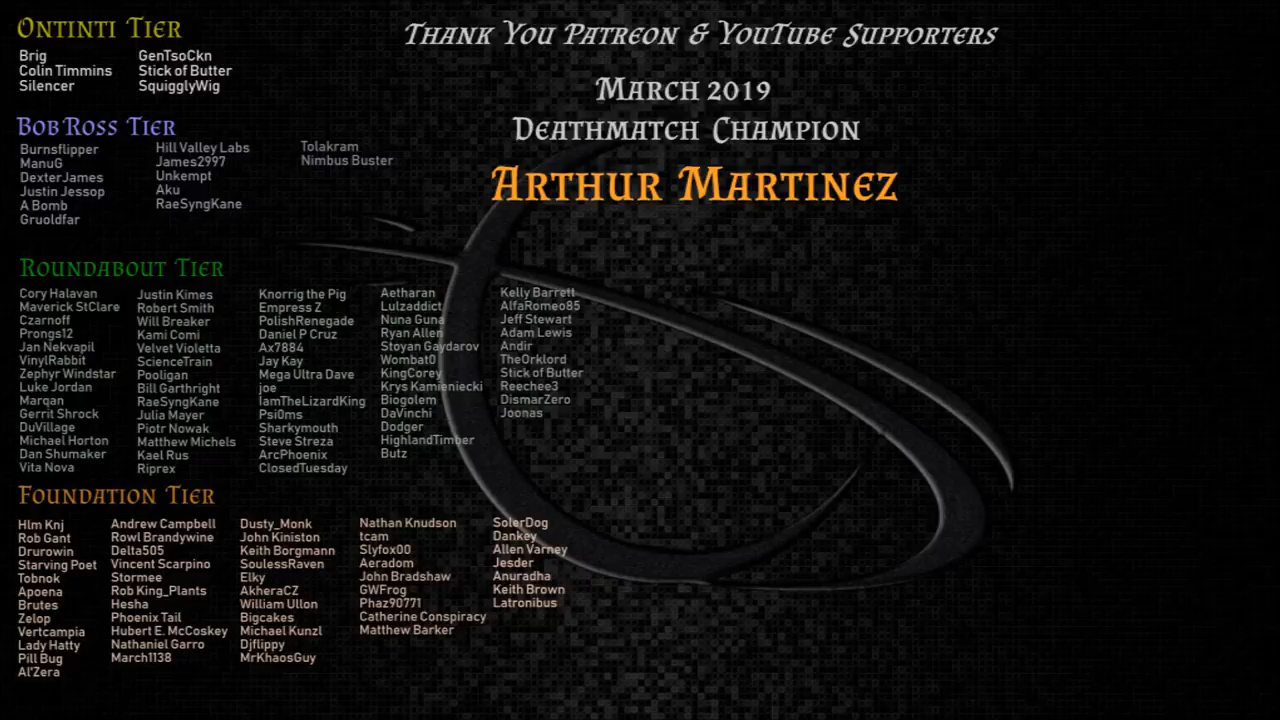 Thank You Patreon & YouTube Supporters
March 2019
Deathmatch Champion
Arthur Martinez
Ontinti Tier
Brig
Colin Timmins
Silencer
GenTsoCkn
Stick of Butter
SquigglyWig
Bob Ross Tier
Burnsflipper
ManuG
DexterJames
Justin Jessop
A Bomb
Gruoldfar
Hill Valley Labs
James2997
Unkempt
Aku
RaeSyngKane
Tolakram
Nimbus Buster
Roundabout Tier
Cory Halavan
Maverick StClare
Czarnoff
Prongs12
Jan Nekvapil
VinylRabbit
Zephyr Windstar
Luke Jordan
Marqan
Gerrit Shrock
DuVillage
Michael Horton
Dan Shumaker
Vita Nova
Justin Kimes
Robert Smith
Will Breaker
Kami Comi
Velvet Violetta
ScienceTrain
Pooligan
Bill Garthright
RaeSyngKane
Julia Mayer
Piotr Nowak
Matthew Michels
Kael Rus
Riprex
Knorrig the Pig
Empress Z
PolishRenegade
Daniel P Cruz
Ax7884
Jay Kay
Mega Ultra Dave
joe
IamTheLizardKing
Psi0ms
Sharkymouth
Steve Streza
ArcPhoenix
ClosedTuesday
Aetharan
Lulzaddict
Nuna Guna
Ryan Allen
Stoyan Gaydarov
Wombat0
KingCorey
Krys Kamieniecki
Biogolem
DaVinchi
Dodger
HighlandTimber
Butz
Kelly Barrett
AlfaRomeo85
Jeff Stewart
Adam Lewis
Andir
TheOrklord
Stick of Butter
Reechee3
DismarZero
Joonas
Foundation Tier
Hlm Knj
Rob Gant
Drurowin
Starving Poet
Tobnok
Apoena
Brutes
Zelop
Vertcampia
Lady Hatty
Pill Bug
Al'Zera
Andrew Campbell
Rowl Brandywine
Delta505
Vincent Scarpino
Stormee
Rob King_Plants
Hesha
Phoenix Tail
Hubert E. McCoskey
Nathaniel Garro
March1138
Dusty_Monk
John Kiniston
Keith Borgmann
SoulessRaven
Elky
AkheraCZ
William Ullon
Bigcakes
Michael Kunzl
Djflippy
MrKhaosGuy
Nathan Knudson
tcam
Slyfox00
Aeradom
John Bradshaw
GWFrog
Phaz90771
Catherine Conspiracy
Matthew Barker
SolerDog
Dankey
Allen Varney
Jesder
Anuradha
Keith Brown
Latronibus